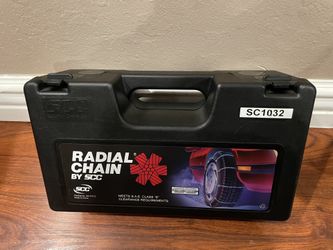 SC1032
RADIAL
CHAIN
BY SCC
SCC
MEETS S.A.E. CLASS "S"
CLEARANCE REQUIREMENTS